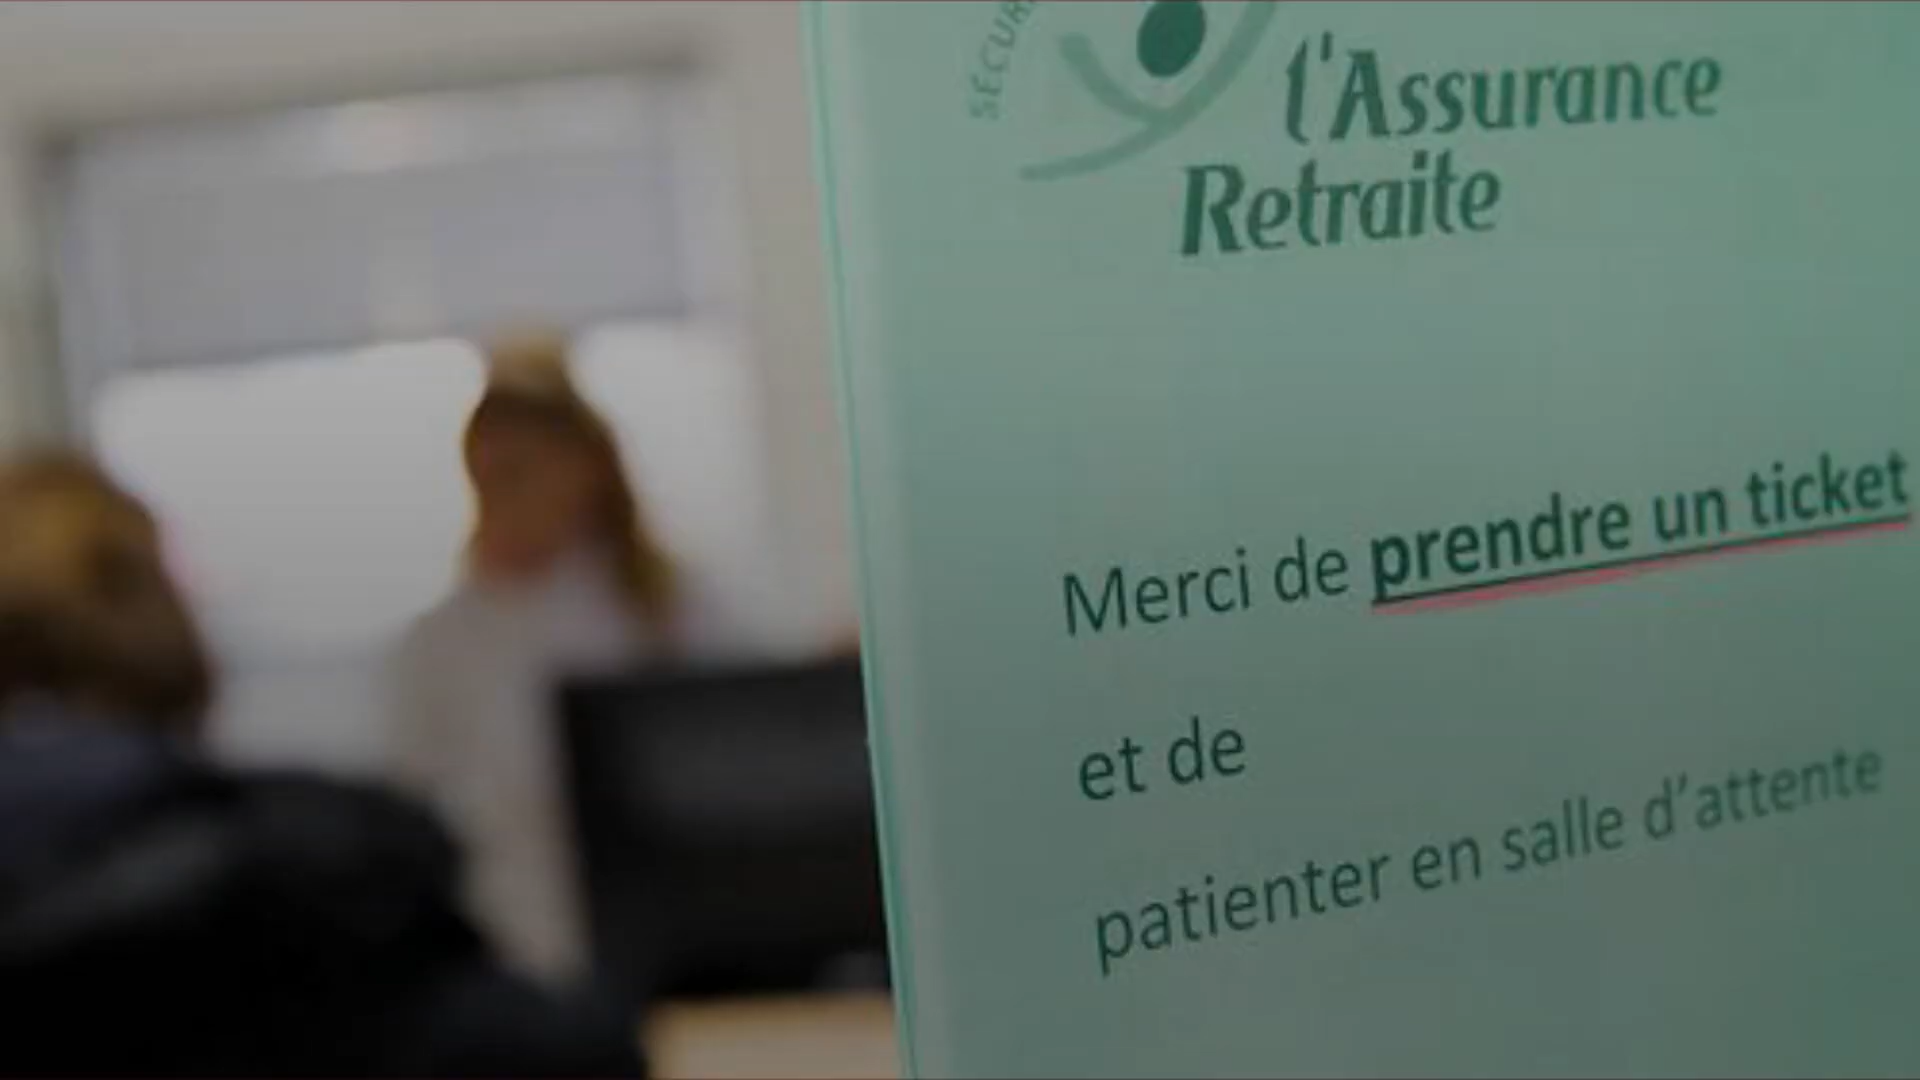 l'Assurance
Retraite
Merci de prendre un ticket
et de
patienter en salle d'attente